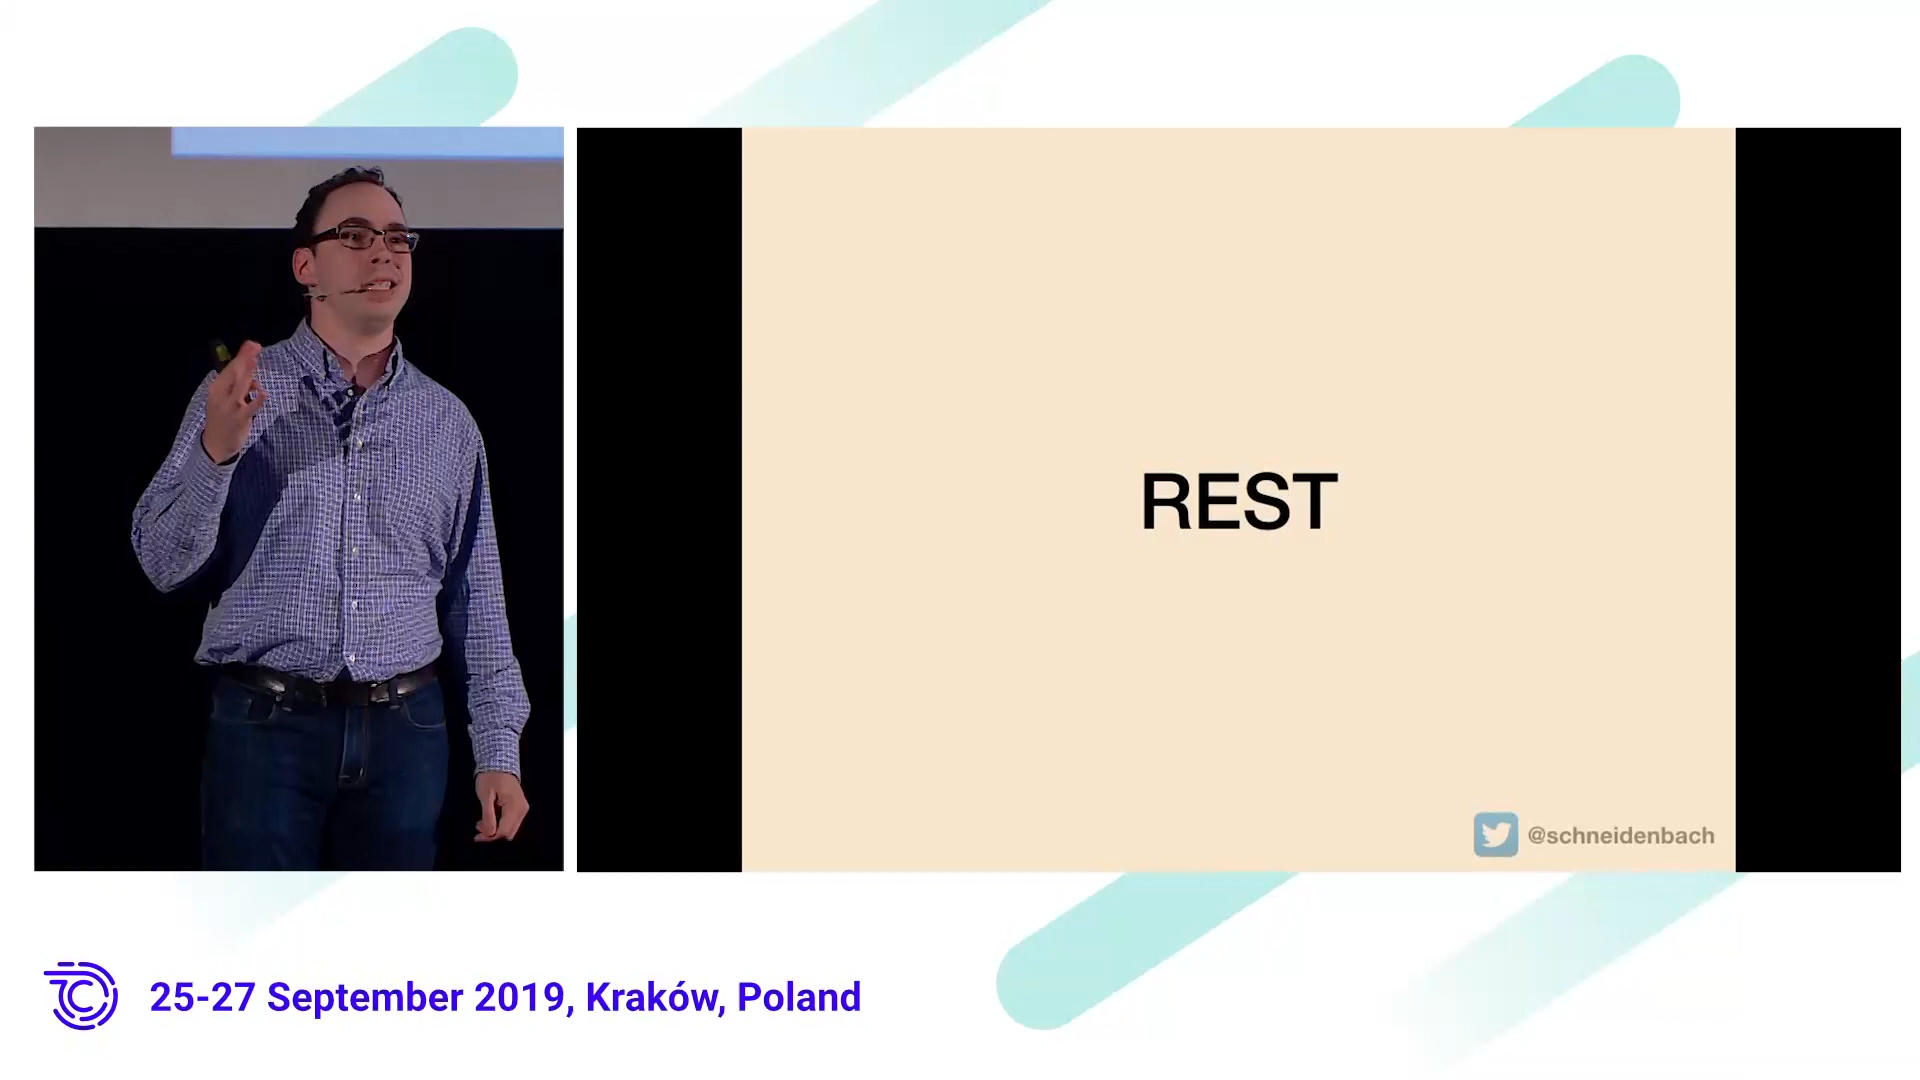 REST
@schneidenbach
25-27 September 2019, Kraków, Poland